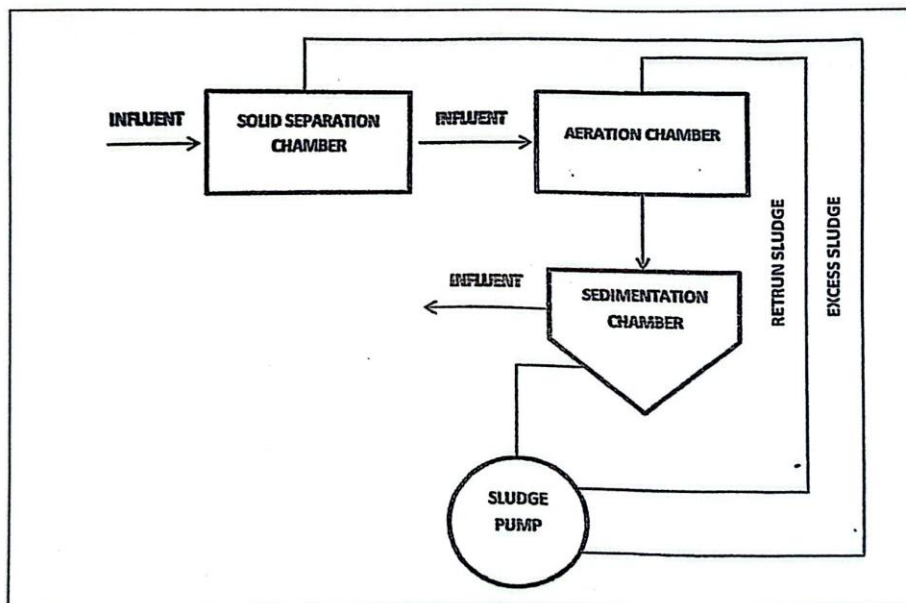 INFLUENT
SOLID SEPARATION
CHAMBER
INFLUENT
AERATION CHAMBER
INFLUENT
SEDIMENTATION
CHAMBER
RETRUN SLUDGE
EXCESS SLUDGE
SLUDGE
PUMP